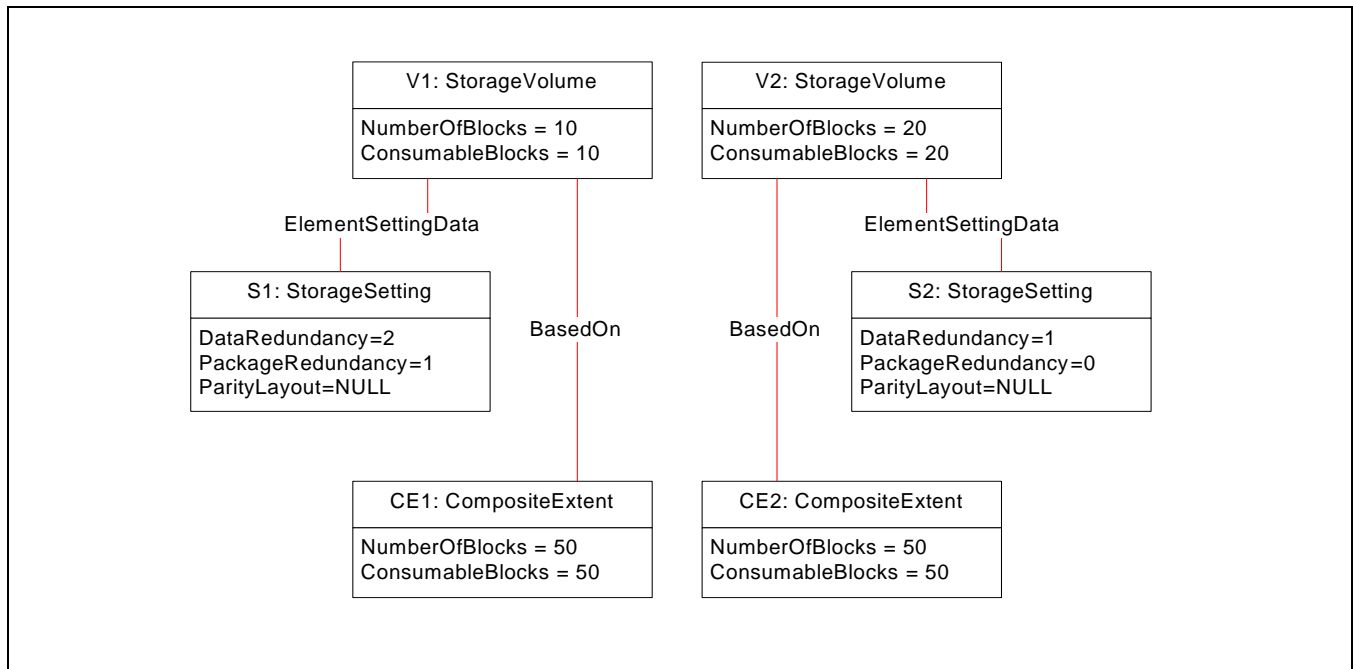 V1: StorageVolume
NumberOfBlocks = 10
ConsumableBlocks = 10
V2: StorageVolume
NumberOfBlocks = 20
ConsumableBlocks = 20
ElementSettingData
ElementSettingData
S1: StorageSetting
DataRedundancy=2
PackageRedundancy=1
ParityLayout=NULL
BasedOn
BasedOn
S2: StorageSetting
DataRedundancy=1
PackageRedundancy=0
ParityLayout=NULL
CE1: CompositeExtent
NumberOfBlocks = 50
ConsumableBlocks = 50
CE2: CompositeExtent
NumberOfBlocks = 50
ConsumableBlocks = 50